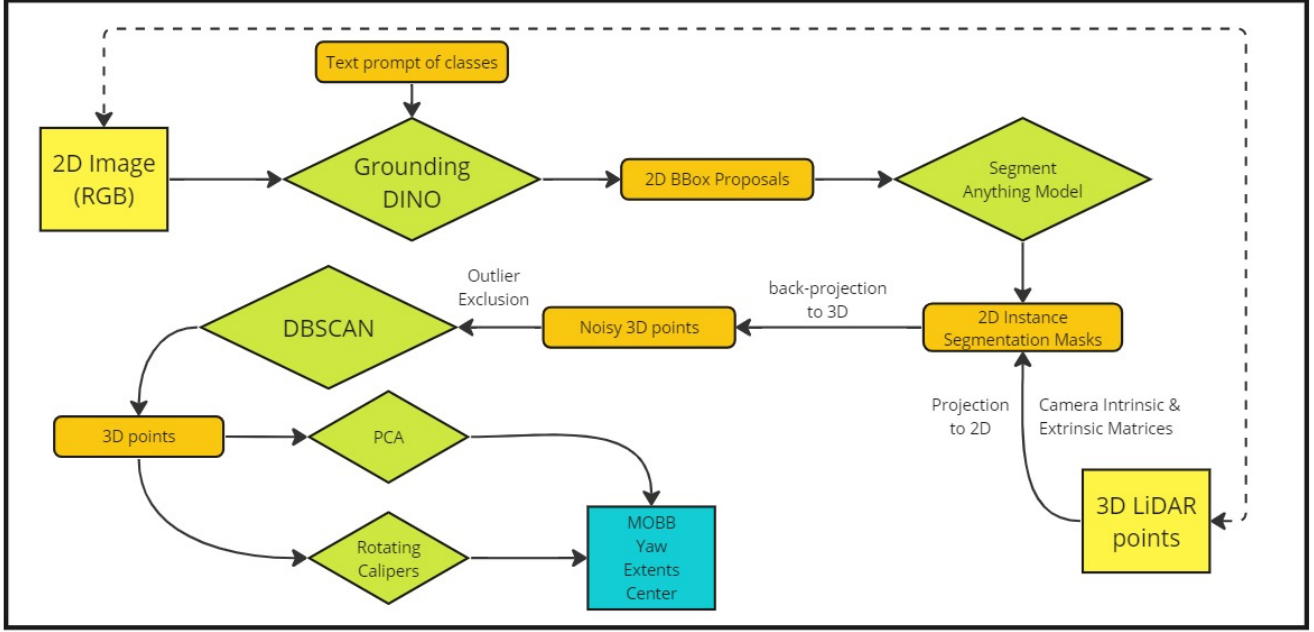 Text prompt of classes
2D Image
(RGB)
Grounding
DINO
2D BBox Proposals
Segment
Anything Model
DBSCAN
Outlier
Exclusion
Noisy 3D points
back-projection
to 3D
2D Instance
Segmentation Masks
3D points
PCA
Projection
to 2D
Camera Intrinsic &
Extrinsic Matrices
3D LiDAR
points
Rotating
Calipers
MOBB
Yaw
Extents
Center